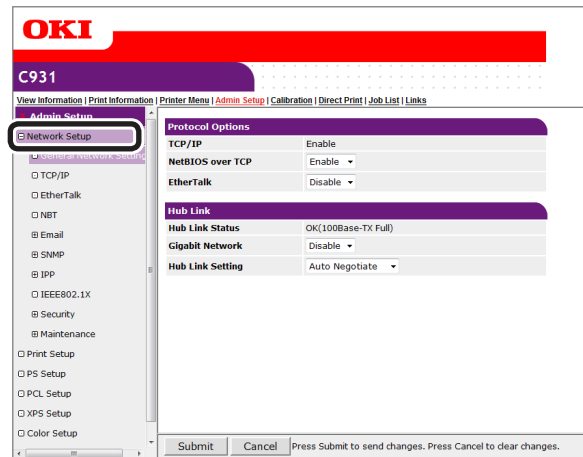 OKI
C931
View Information | Print Information | Printer Menu | Admin Setup | Calibration | Direct Print | Job List | Links
Admin Setup
Network Setup
General Network Setting
TCP/IP
EtherTalk
NBT
Email
SNMP
IPP
IEEE802.1X
Security
Maintenance
Print Setup
PS Setup
PCL Setup
XPS Setup
Color Setup
Protocol Options
TCP/IP Enable
NetBIOS over TCP Enable
EtherTalk Disable
Hub Link
Hub Link Status OK(100Base-TX Full)
Gigabit Network Disable
Hub Link Setting Auto Negotiate
Submit Cancel Press Submit to send changes. Press Cancel to clear changes.